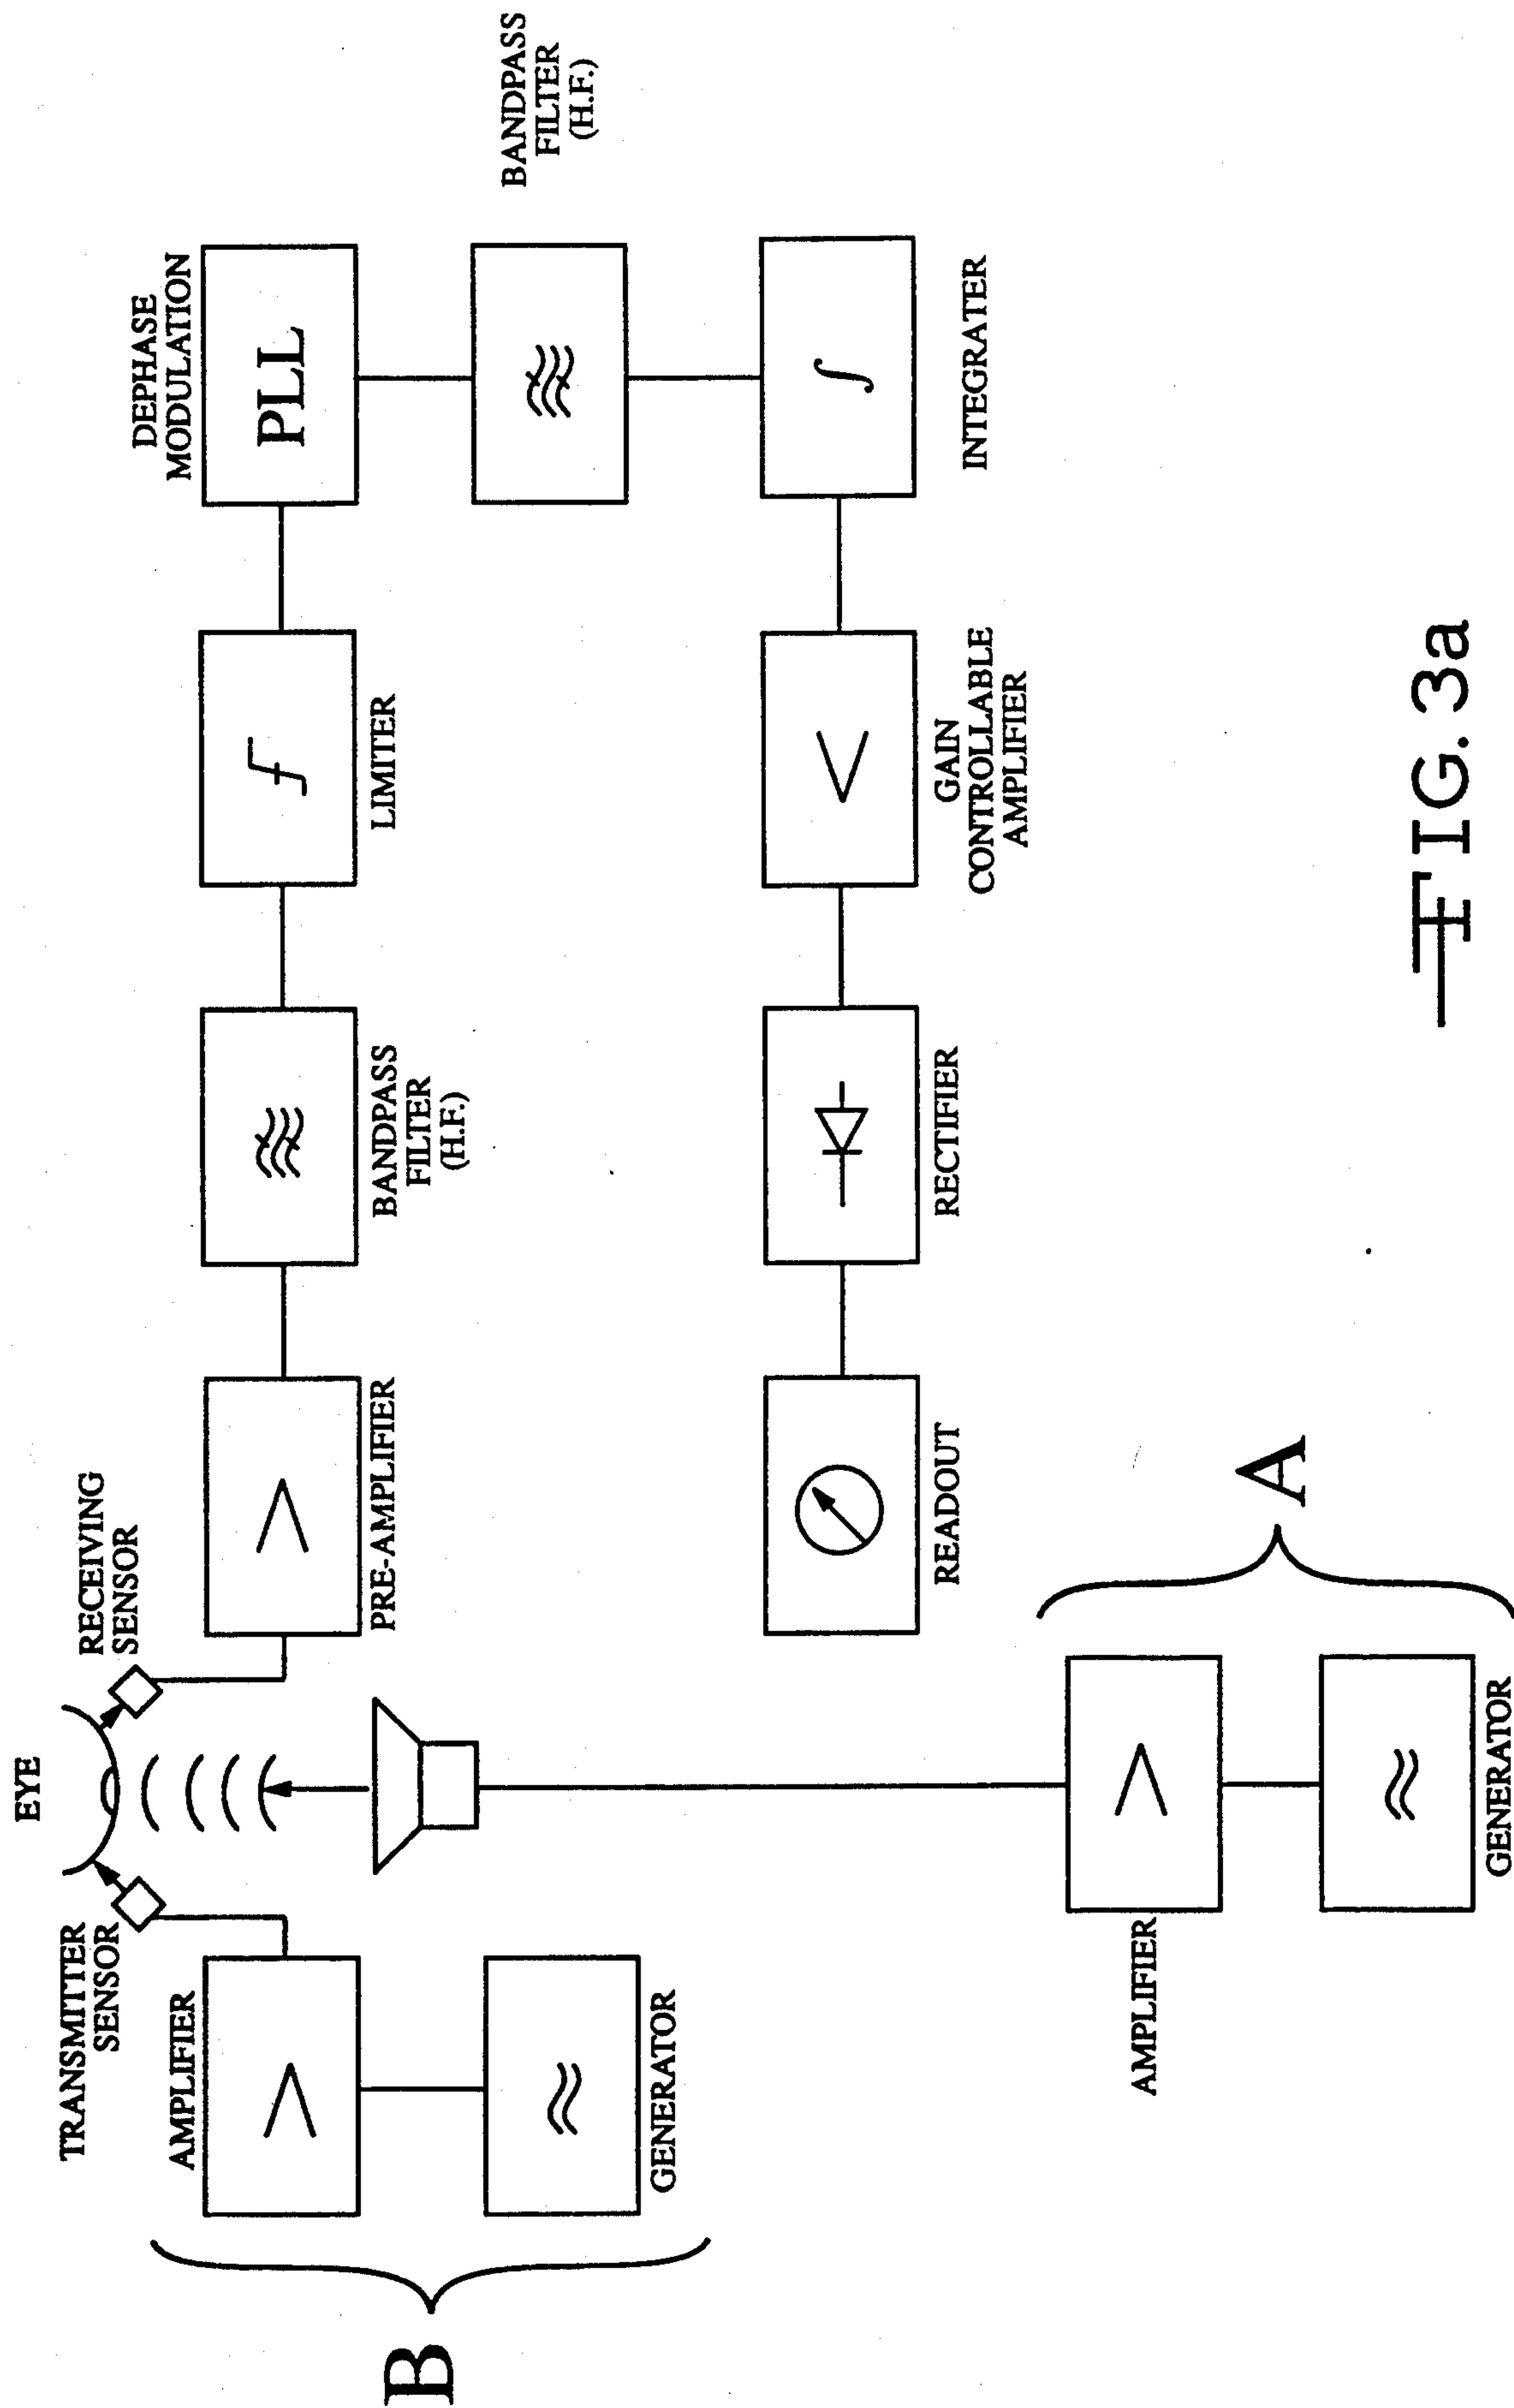 EYE
TRANSMITTER
SENSOR
RECEIVING
SENSOR
AMPLIFIER
GENERATOR
B
PRE-AMPLIFIER
BANDPASS
FILTER
(H.F.)
LIMITER
DEPHASE
MODULATION
PLL
BANDPASS
FILTER
(H.F.)
INTEGRATER
GAIN
CONTROLLABLE
AMPLIFIER
RECTIFIER
READOUT
AMPLIFIER
GENERATOR
A
FIG. 3a